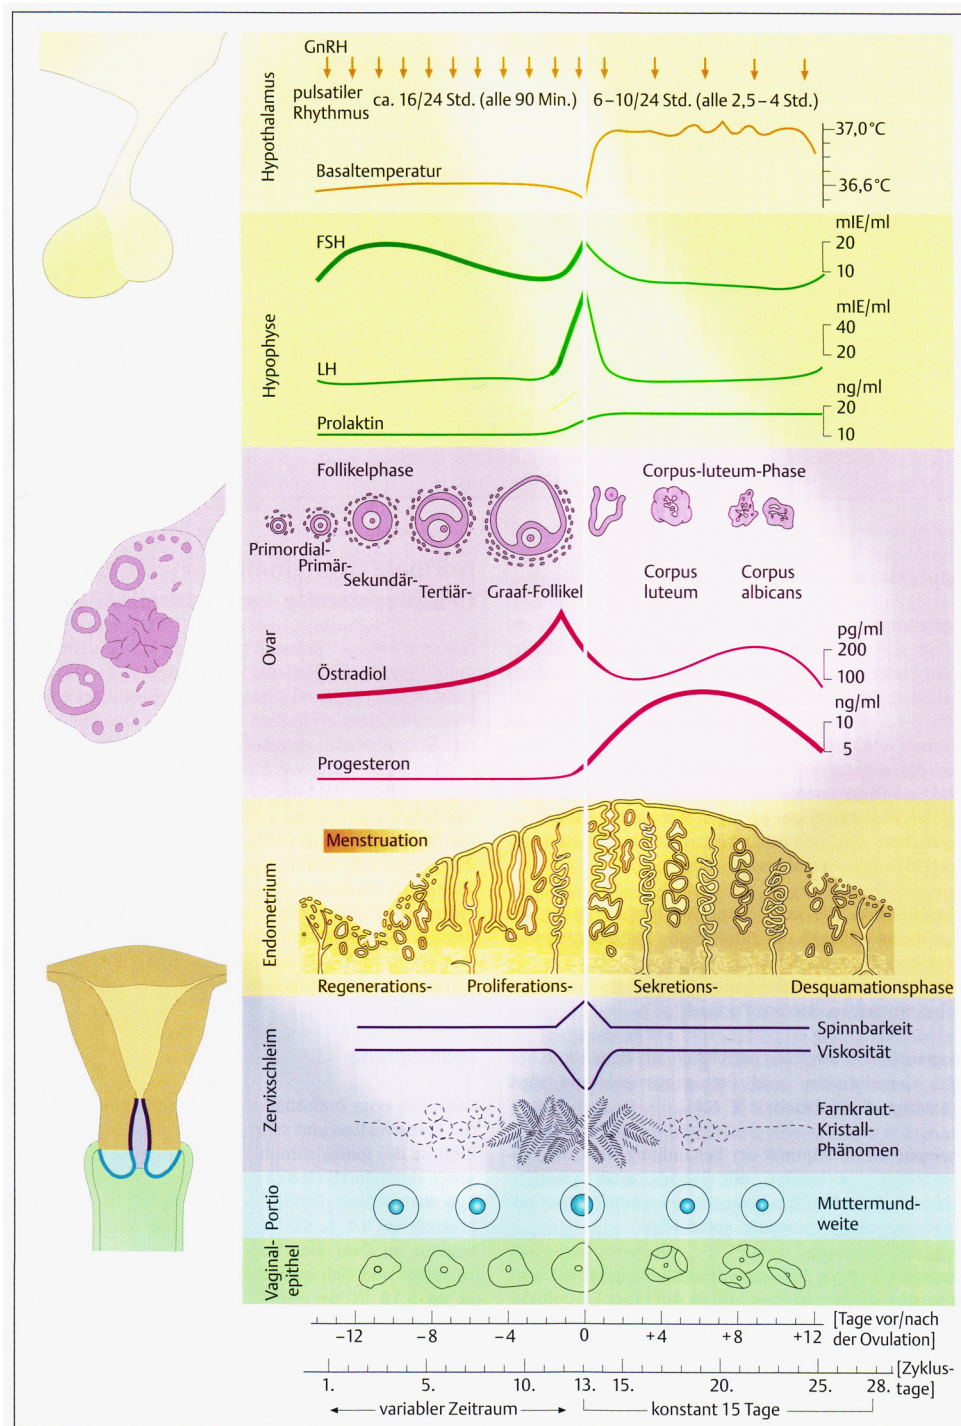 GnRH
pulsatiler
Rhythmus
ca. 16/24 Std. (alle 90 Min.)
6–10/24 Std. (alle 2,5–4 Std.)
Hypothalamus
37,0 °C
Basaltemperatur
36,6 °C
mIE/ml
FSH
20
10
Hypophyse
mIE/ml
40
20
LH
ng/ml
20
Prolaktin
10
Follikelphase
Corpus-luteum-Phase
Primordial-
Primär-
Sekundär-
Tertiär-
Graaf-Follikel
Corpus
luteum
Corpus
albicans
Ovar
pg/ml
200
Östradiol
100
ng/ml
10
5
Progesteron
Menstruation
Endometrium
Regenerations-
Proliferations-
Sekretions-
Desquamationsphase
Zervixschleim
Spinnbarkeit
Viskosität
Farnkraut-
Kristall-
Phänomen
Portio
Muttermund-
weite
Vaginal-
epithel
−12 −8 −4 0 +4 +8 +12
[Tage vor/nach
der Ovulation]
1. 5. 10. 13. 15. 20. 25. 28.
[Zyklus-
tage]
variabler Zeitraum
konstant 15 Tage